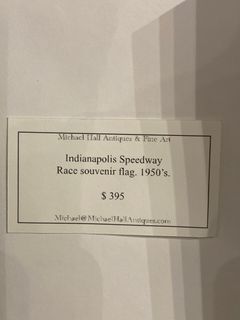 Michael Hall Antiques & Fine Art
Indianapolis Speedway
Race souvenir flag. 1950's.
$ 395
Michael@MichaelHallAntiques.com